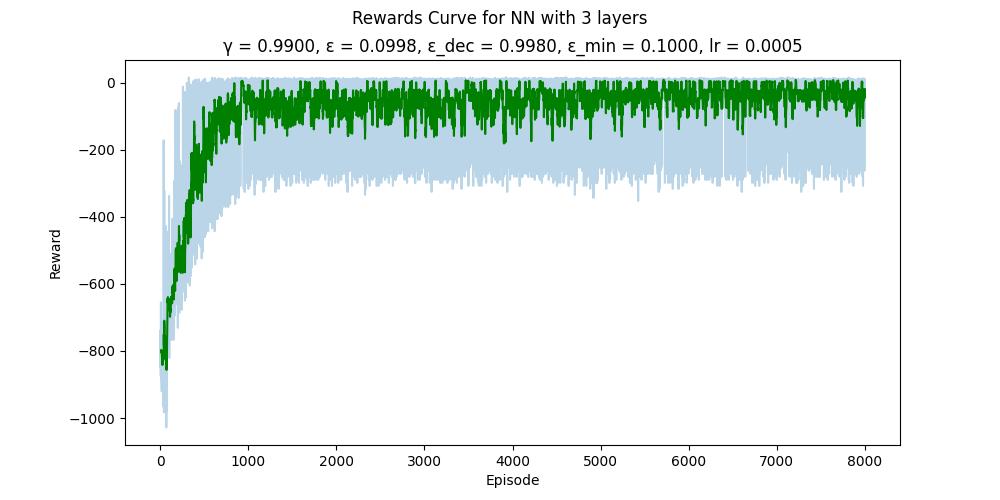 Rewards Curve for NN with 3 layers
γ = 0.9900, ε = 0.0998, ε_dec = 0.9980, ε_min = 0.1000, lr = 0.0005
0
−200
−400
−600
−800
−1000
Reward
0 1000 2000 3000 4000 5000 6000 7000 8000
Episode